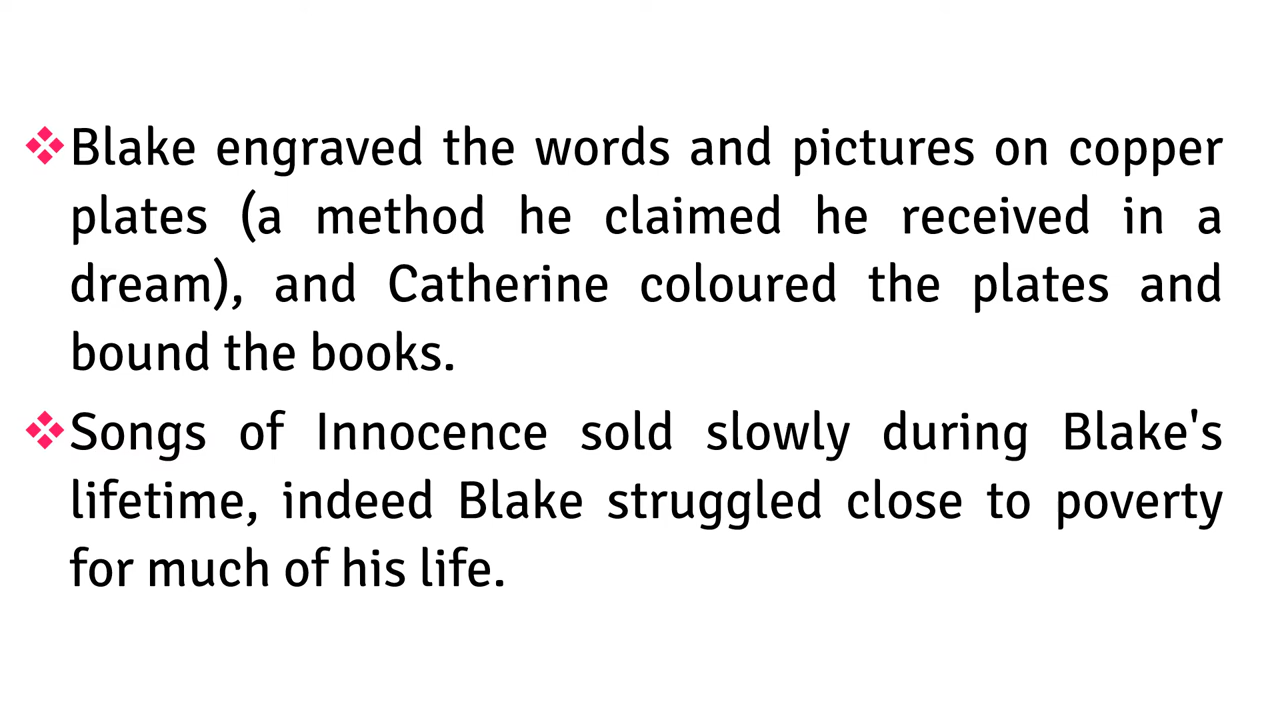 ❖Blake engraved the words and pictures on copper
plates (a method he claimed he received in a
dream), and Catherine coloured the plates and
bound the books.
❖Songs of Innocence sold slowly during Blake's
lifetime, indeed Blake struggled close to poverty
for much of his life.